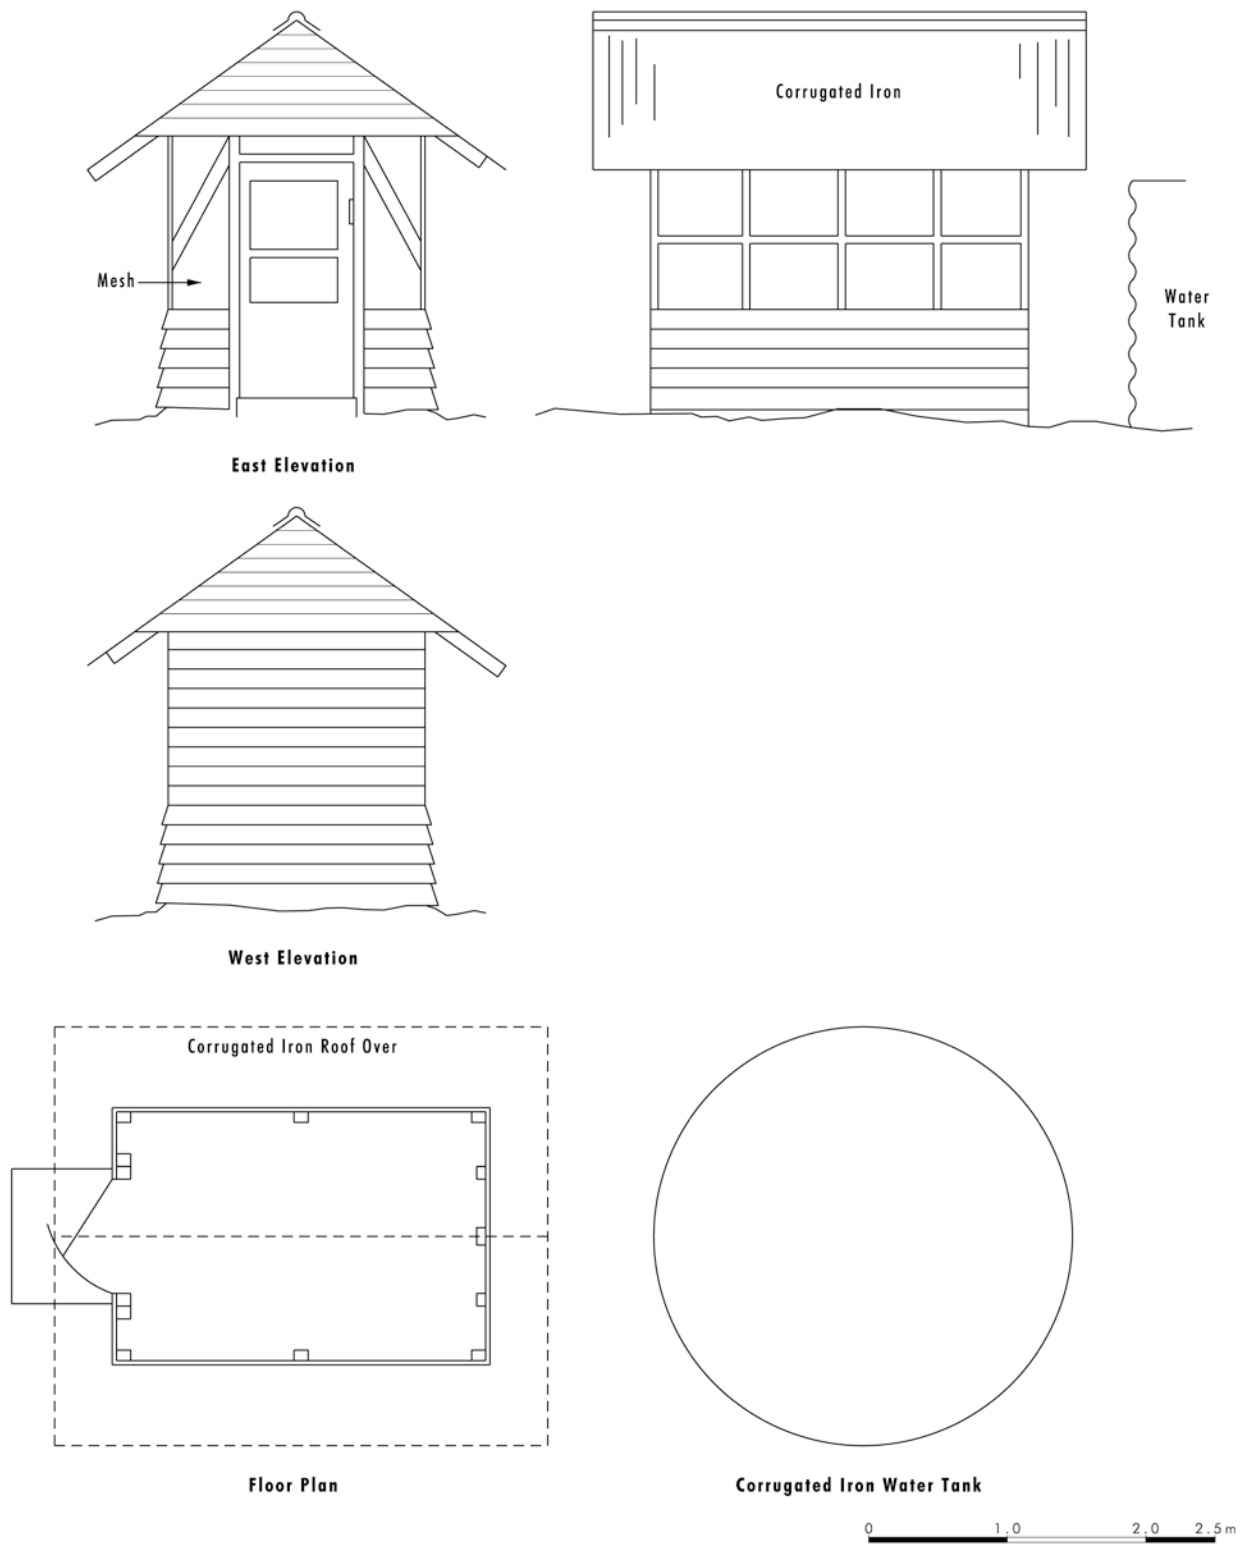 Corrugated Iron
Mesh
Water
Tank
East Elevation
West Elevation
Corrugated Iron Roof Over
Floor Plan
Corrugated Iron Water Tank
0 1.0 2.0 2.5 m